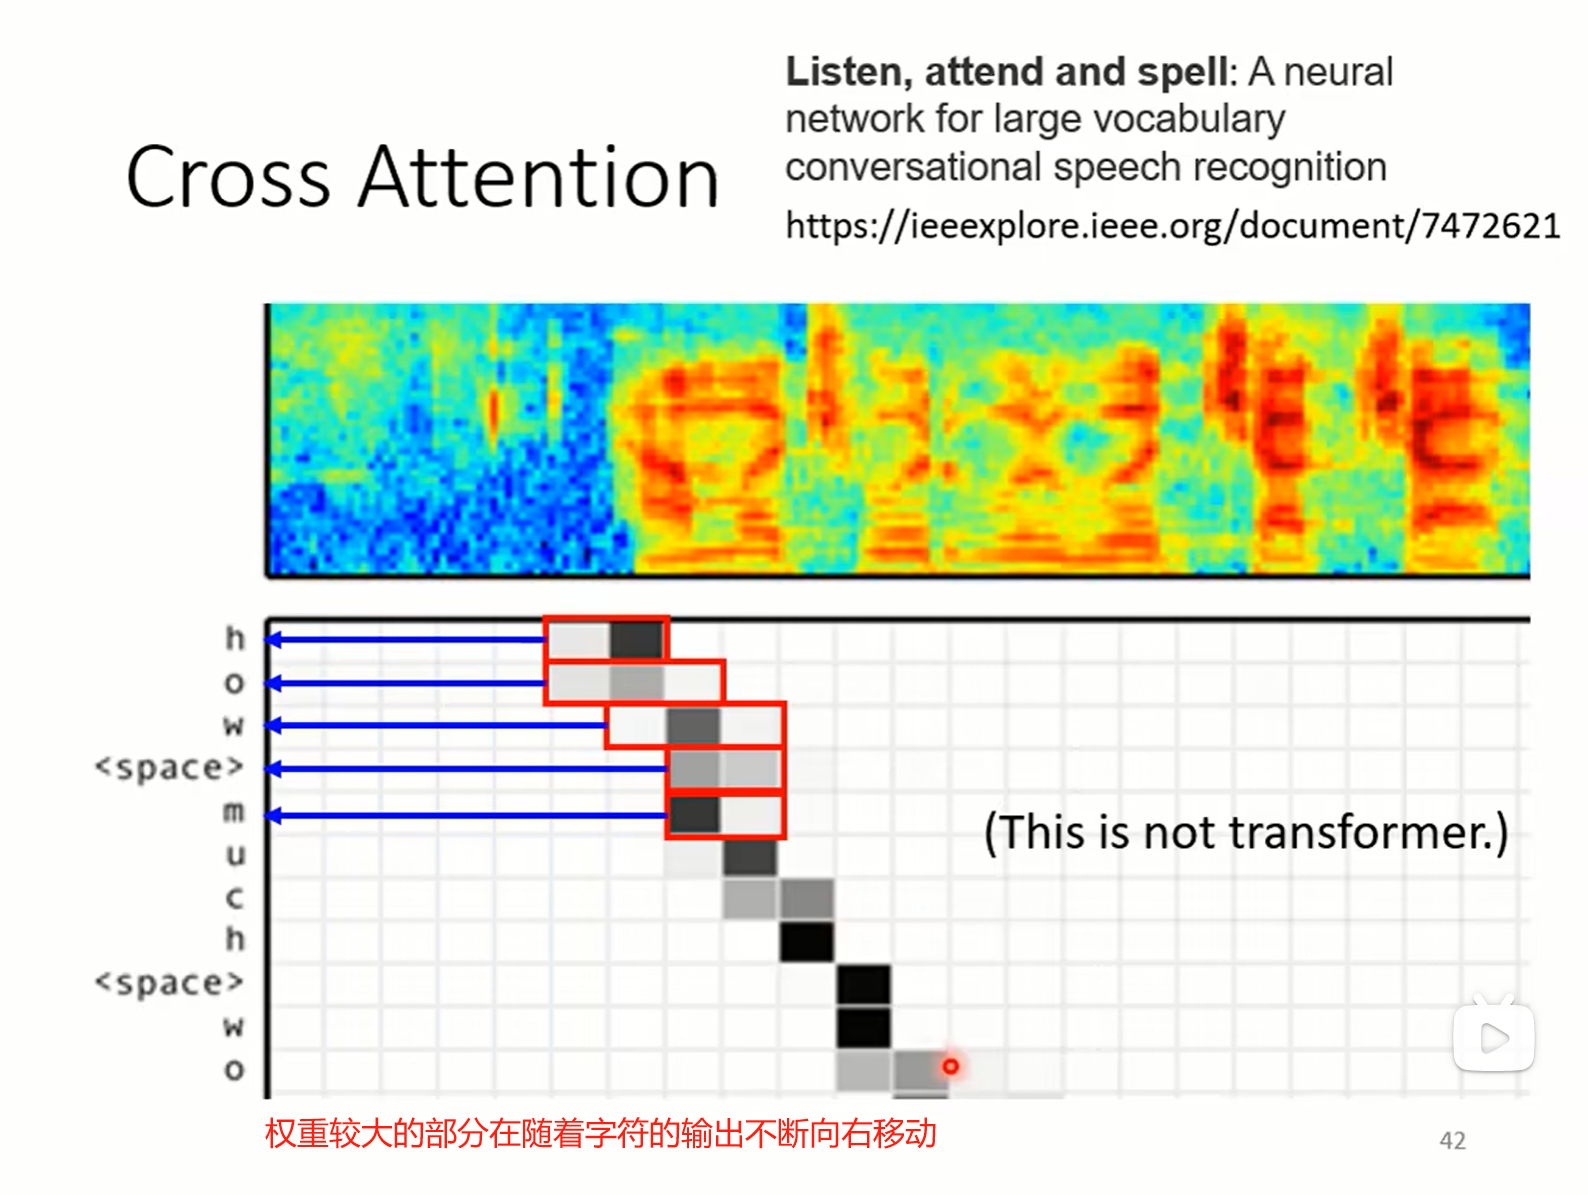 Listen, attend and spell: A neural
network for large vocabulary
conversational speech recognition
Cross Attention
https://ieeexplore.ieee.org/document/7472621
h
o
w
<space>
m
(This is not transformer.)
u
c
h
<space>
w
o
权重较大的部分在随着字符的输出不断向右移动
42